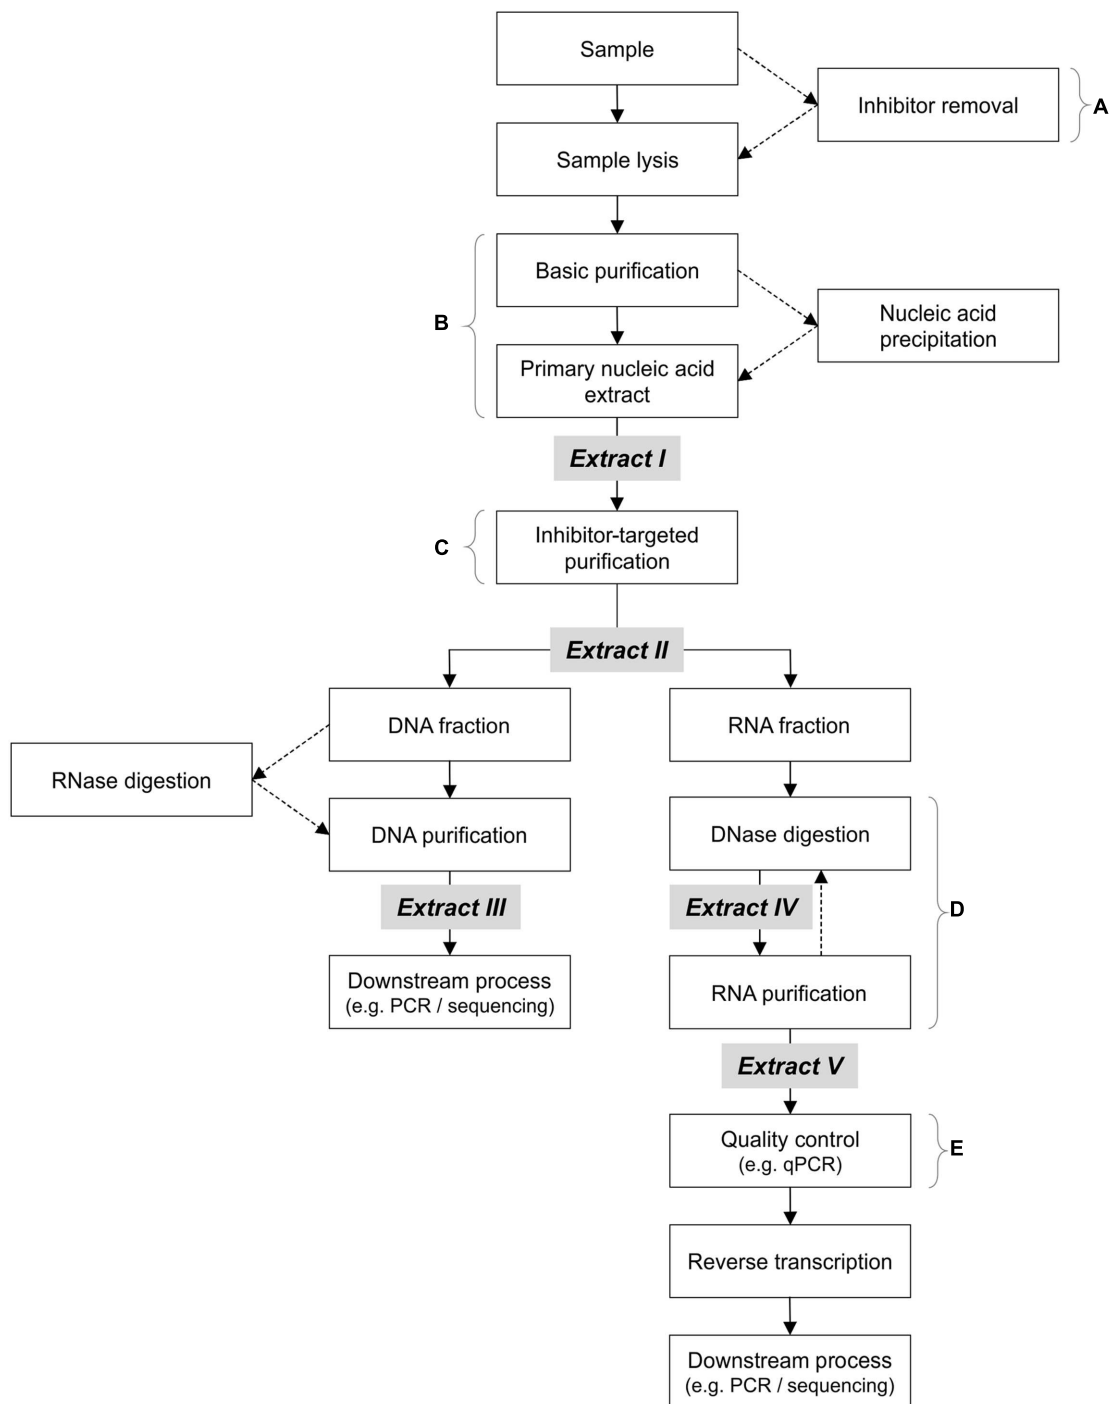 Sample
Inhibitor removal
A
Sample lysis
Basic purification
B
Nucleic acid
precipitation
Primary nucleic acid
extract
Extract I
C
Inhibitor-targeted
purification
Extract II
DNA fraction
RNA fraction
RNase digestion
DNA purification
DNase digestion
Extract III
Extract IV
D
Downstream process
(e.g. PCR / sequencing)
RNA purification
Extract V
Quality control
(e.g. qPCR)
E
Reverse transcription
Downstream process
(e.g. PCR / sequencing)